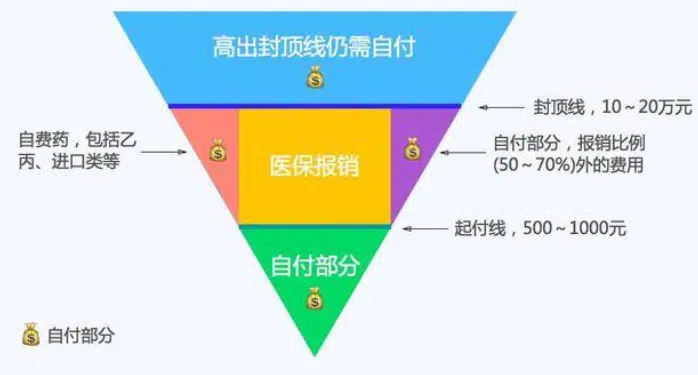 高出封顶线仍需自付
封顶线，10～20万元
自费药，包括乙
丙、进口类等
医保报销
自付部分，报销比例
(50～70%)外的费用
起付线，500～1000元
自付部分
自付部分